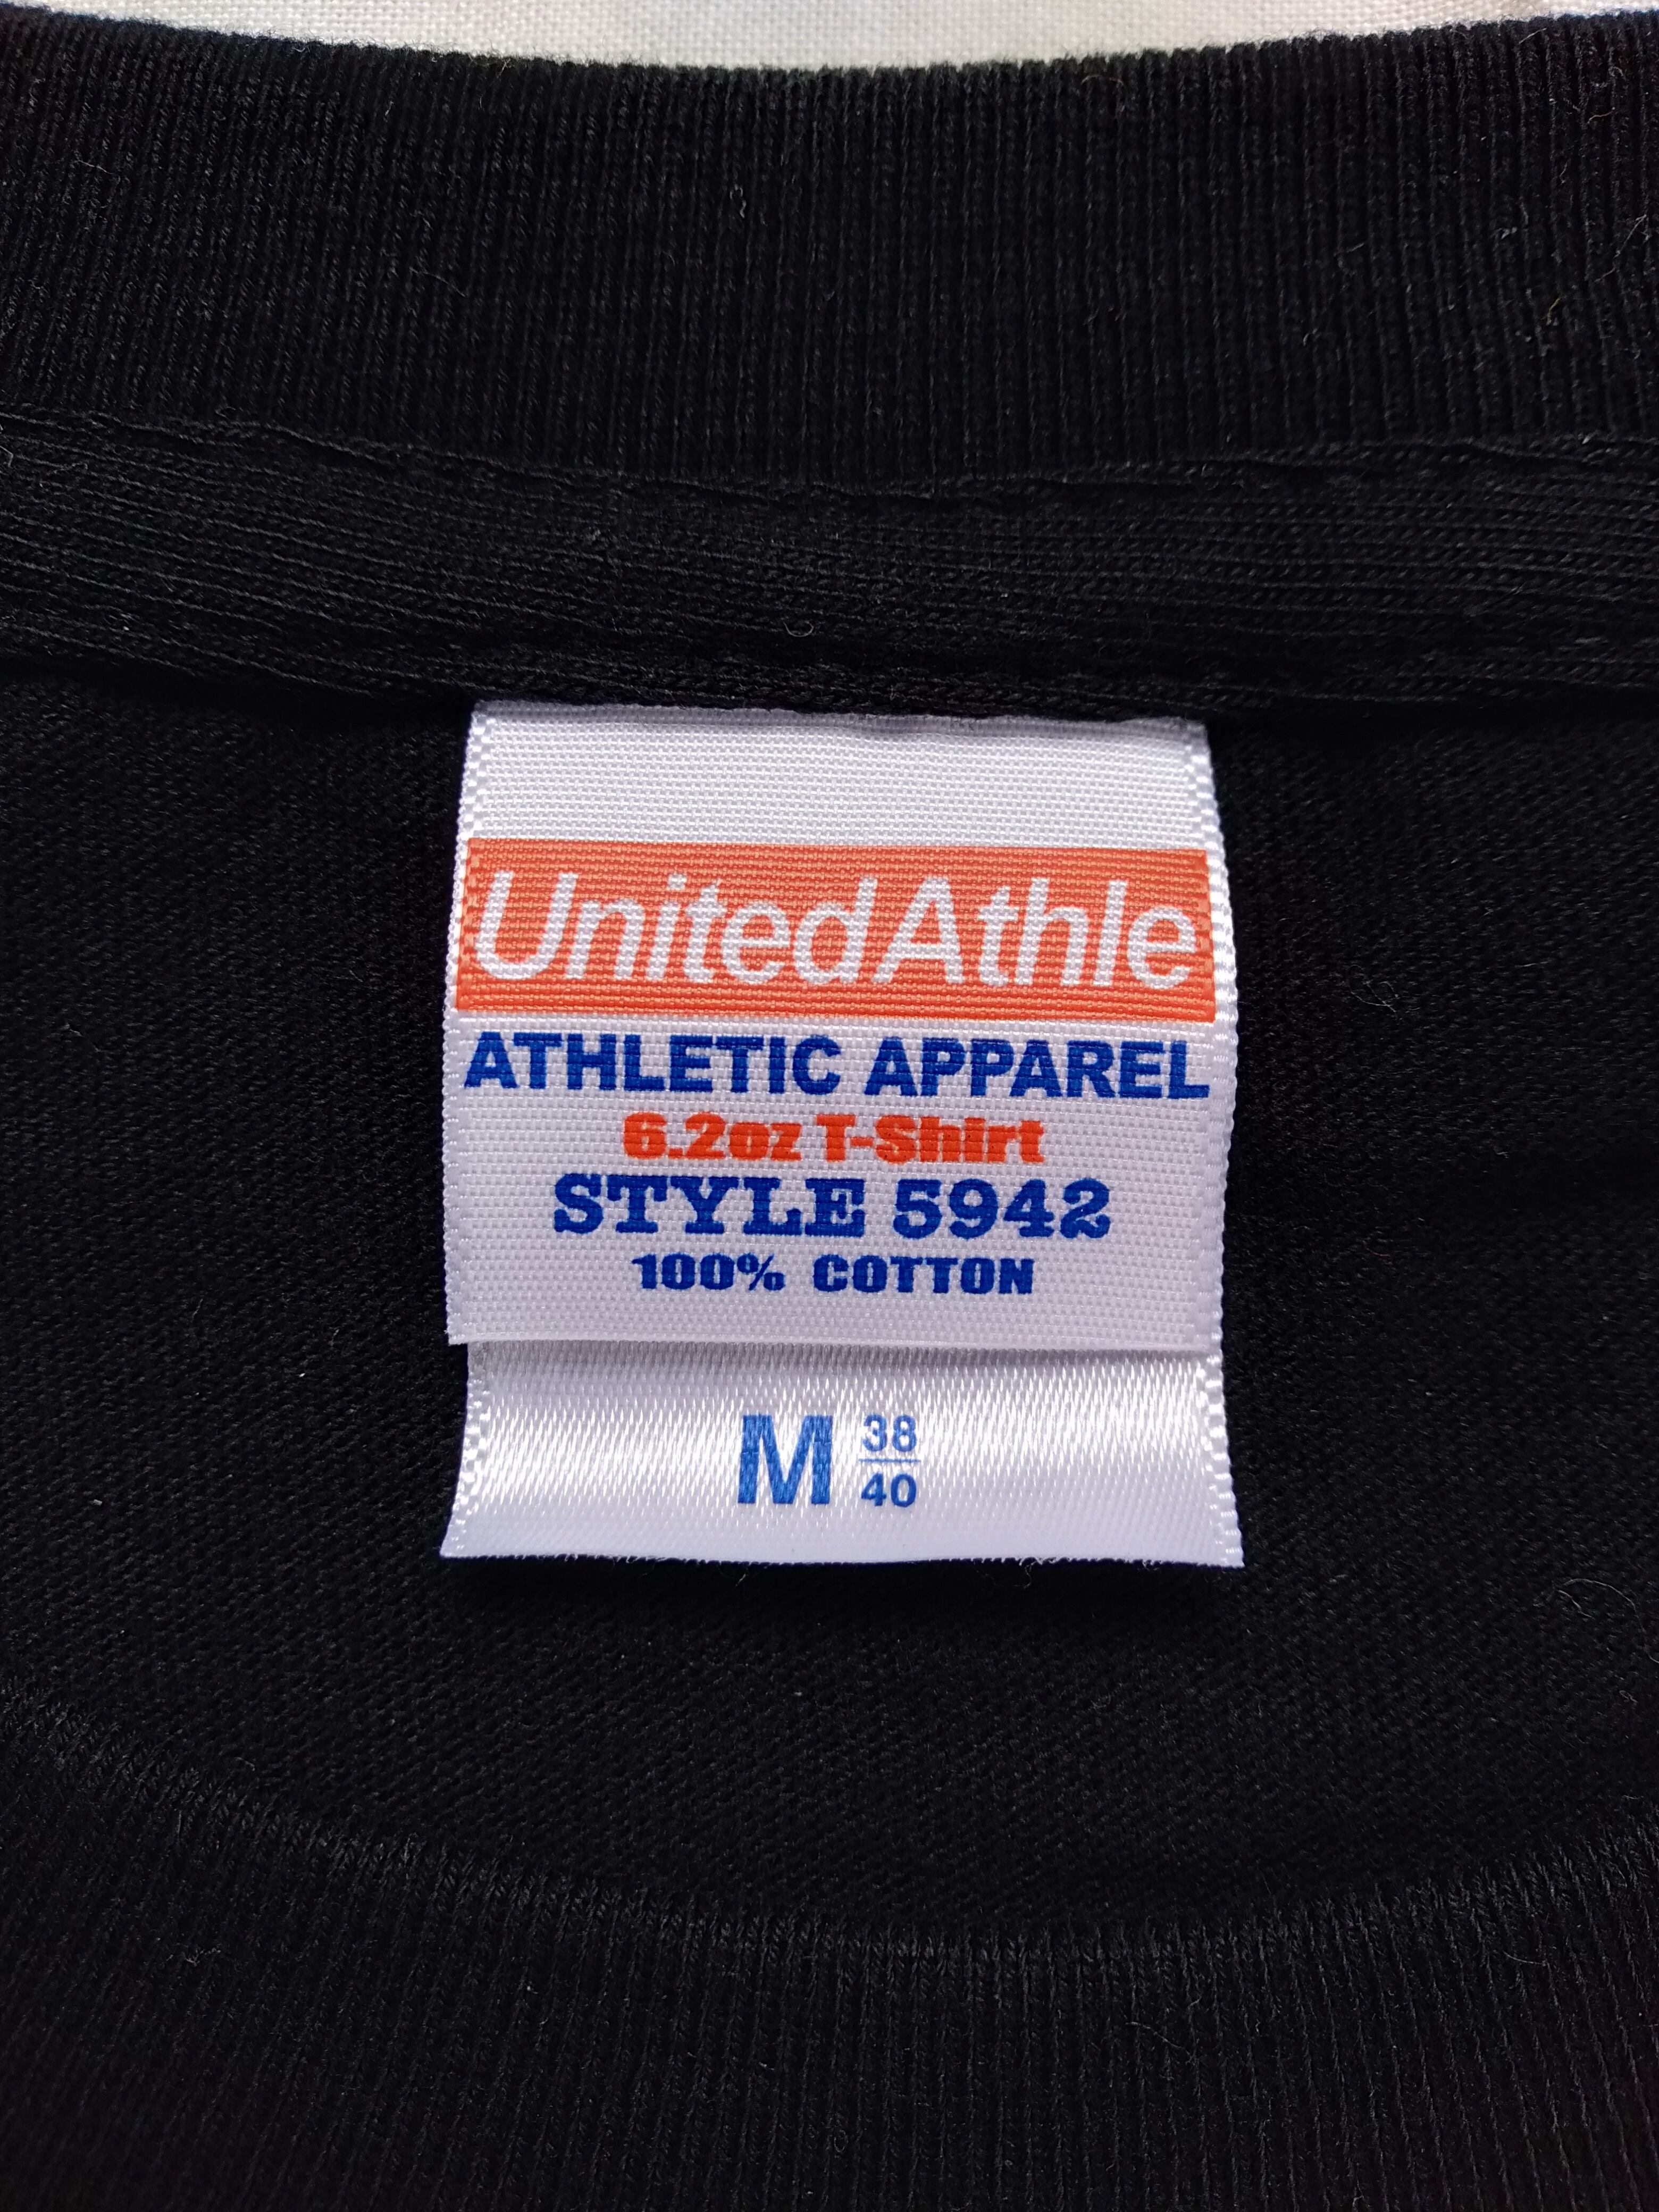 UnitedAthle
ATHLETIC APPAREL
6.2oz T-Shirt
STYLE 5942
100% COTTON
M 38
40